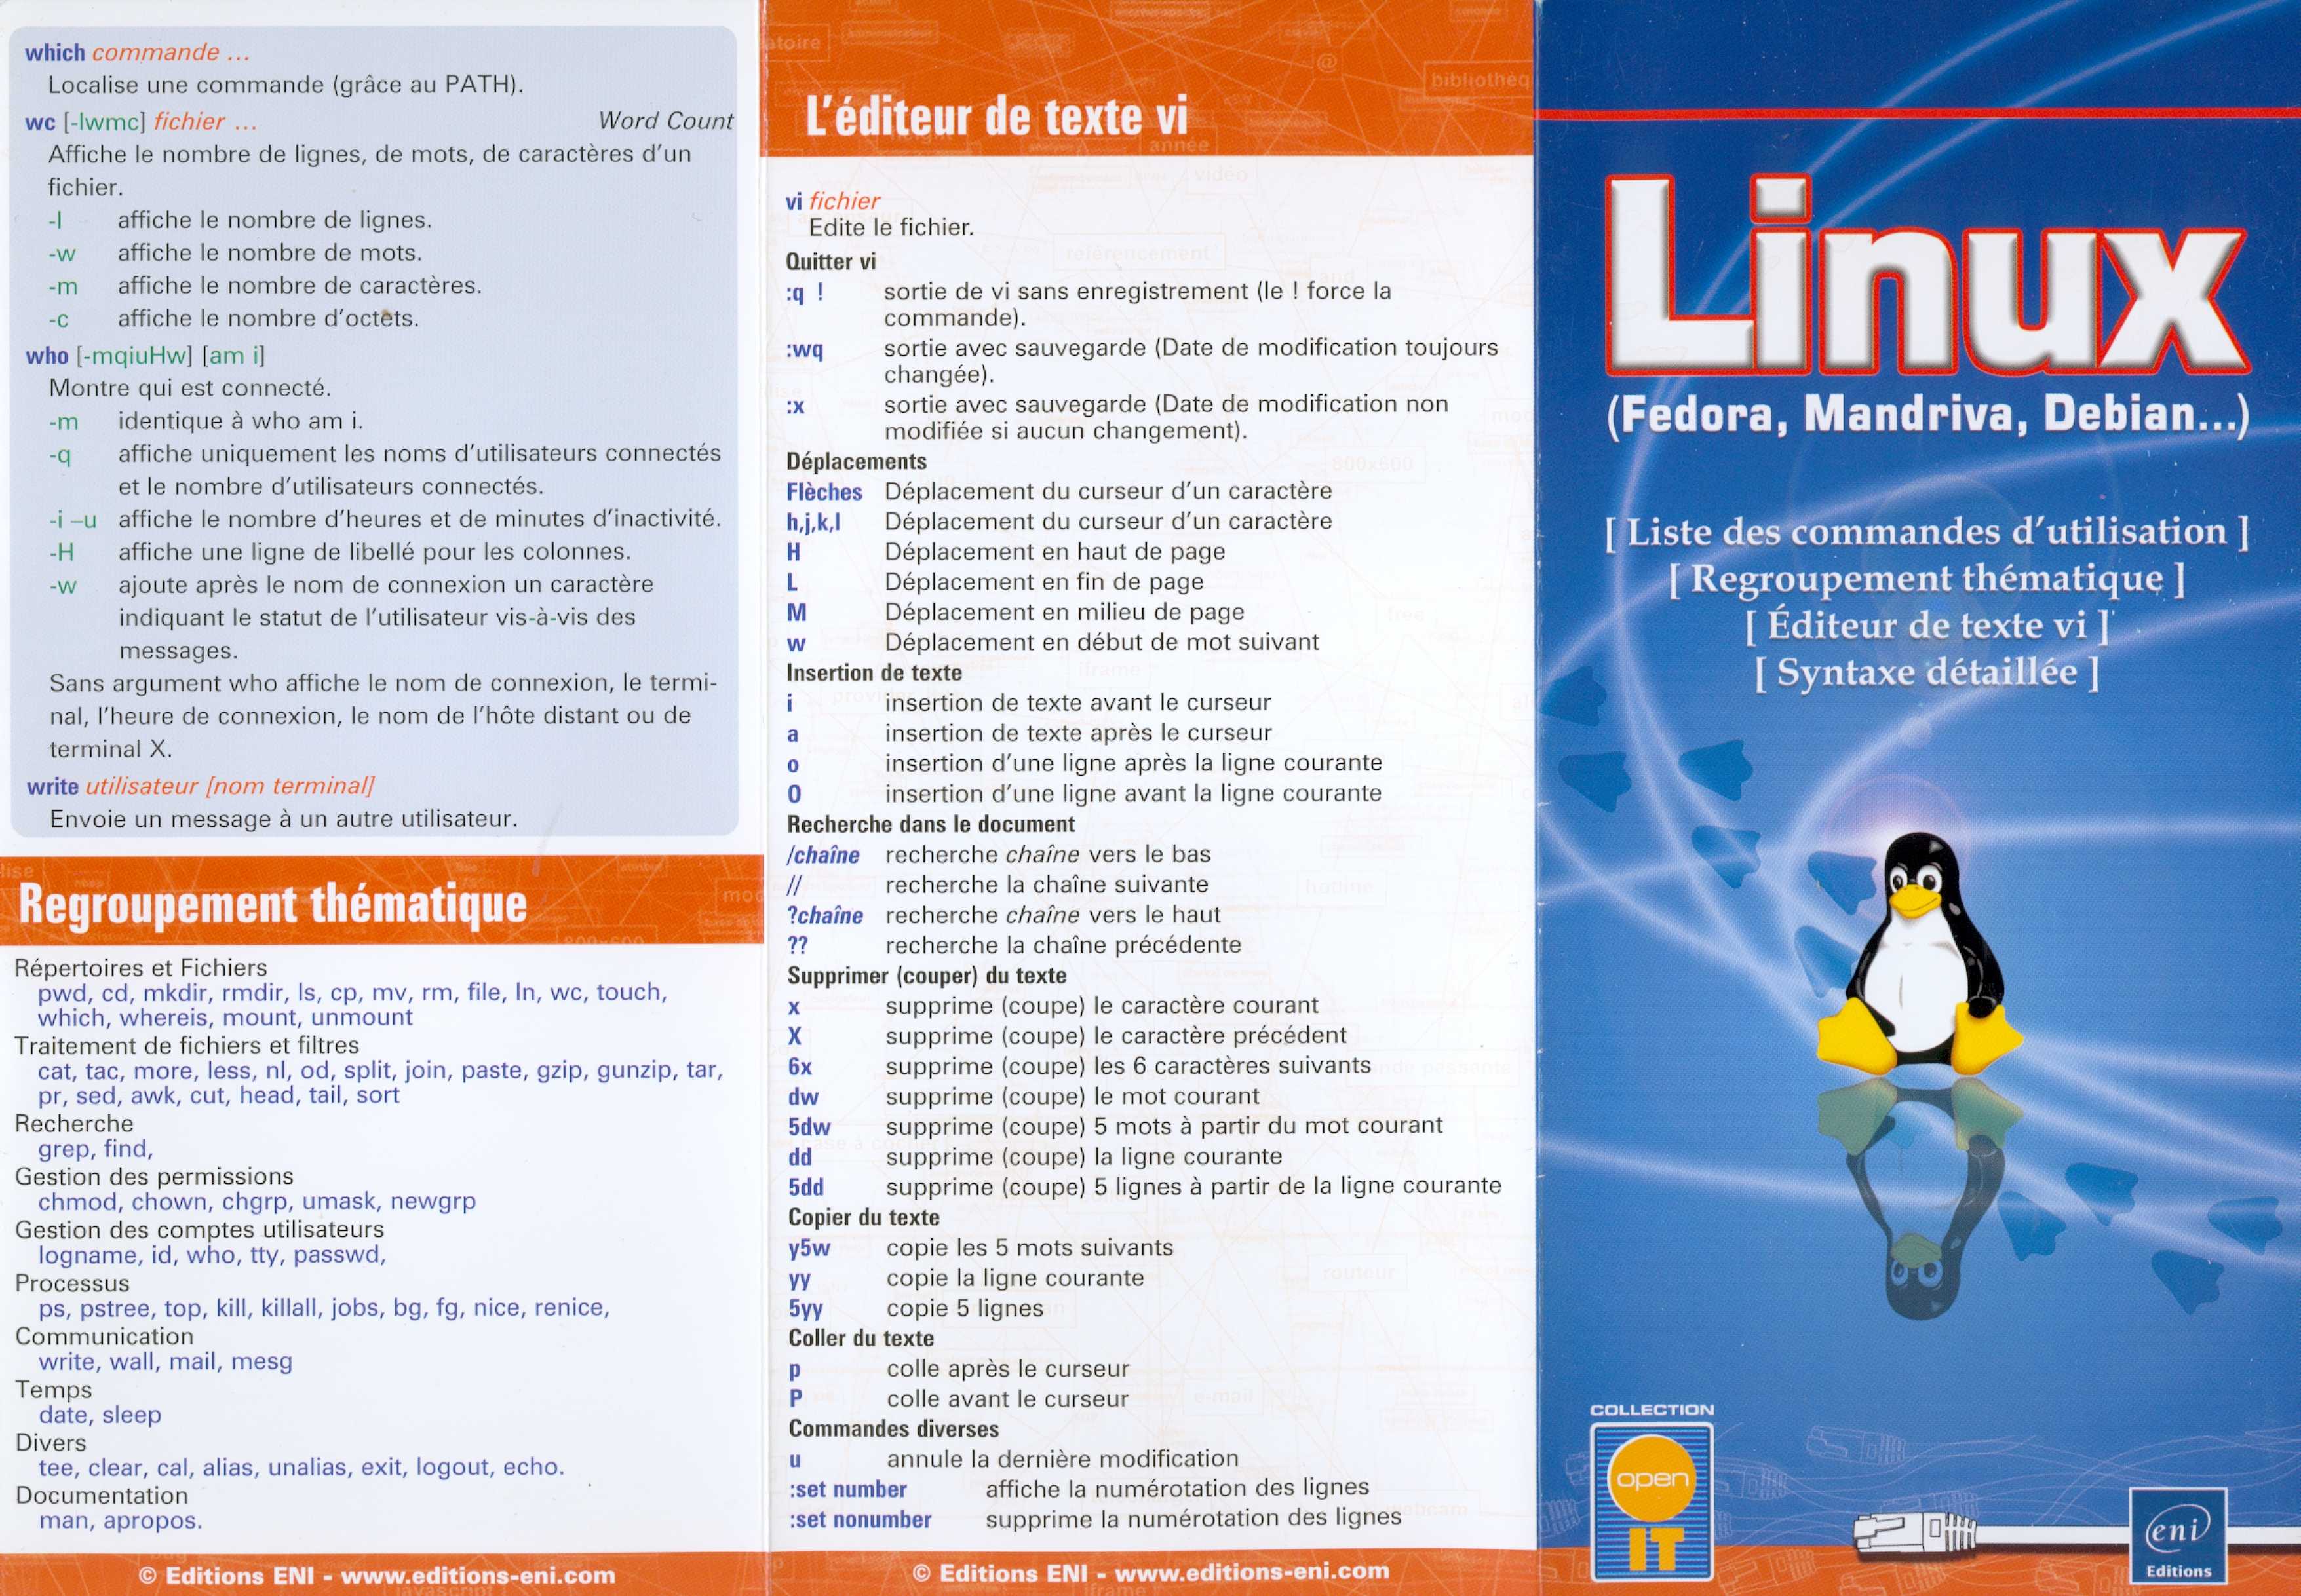 which commande ...
Localise une commande (grâce au PATH).
wc [-lwmc] fichier ... Word Count
Affiche le nombre de lignes, de mots, de caractères d'un
fichier.
-l affiche le nombre de lignes.
-w affiche le nombre de mots.
-m affiche le nombre de caractères.
-c affiche le nombre d'octets.
who [-mqiuHw] [am i]
Montre qui est connecté.
-m identique à who am i.
-q affiche uniquement les noms d'utilisateurs connectés
et le nombre d'utilisateurs connectés.
-i –u affiche le nombre d'heures et de minutes d'inactivité.
-H affiche une ligne de libellé pour les colonnes.
-w ajoute après le nom de connexion un caractère
indiquant le statut de l'utilisateur vis-à-vis des
messages.
Sans argument who affiche le nom de connexion, le termi-
nal, l'heure de connexion, le nom de l'hôte distant ou de
terminal X.
write utilisateur [nom terminal]
Envoie un message à un autre utilisateur.
Regroupement thématique
Répertoires et Fichiers
pwd, cd, mkdir, rmdir, ls, cp, mv, rm, file, ln, wc, touch,
which, whereis, mount, unmount
Traitement de fichiers et filtres
cat, tac, more, less, nl, od, split, join, paste, gzip, gunzip, tar,
pr, sed, awk, cut, head, tail, sort
Recherche
grep, find,
Gestion des permissions
chmod, chown, chgrp, umask, newgrp
Gestion des comptes utilisateurs
logname, id, who, tty, passwd,
Processus
ps, pstree, top, kill, killall, jobs, bg, fg, nice, renice,
Communication
write, wall, mail, mesg
Temps
date, sleep
Divers
tee, clear, cal, alias, unalias, exit, logout, echo.
Documentation
man, apropos.
© Editions ENI - www.editions-eni.com
L'éditeur de texte vi
vi fichier
Edite le fichier.
Quitter vi
:q ! sortie de vi sans enregistrement (le ! force la
commande).
:wq sortie avec sauvegarde (Date de modification toujours
changée).
:x sortie avec sauvegarde (Date de modification non
modifiée si aucun changement).
Déplacements
Flèches Déplacement du curseur d'un caractère
h,j,k,l Déplacement du curseur d'un caractère
H Déplacement en haut de page
L Déplacement en fin de page
M Déplacement en milieu de page
w Déplacement en début de mot suivant
Insertion de texte
i insertion de texte avant le curseur
a insertion de texte après le curseur
o insertion d'une ligne après la ligne courante
O insertion d'une ligne avant la ligne courante
Recherche dans le document
/chaîne recherche chaîne vers le bas
// recherche la chaîne suivante
?chaîne recherche chaîne vers le haut
?? recherche la chaîne précédente
Supprimer (couper) du texte
x supprime (coupe) le caractère courant
X supprime (coupe) le caractère précédent
6x supprime (coupe) les 6 caractères suivants
dw supprime (coupe) le mot courant
5dw supprime (coupe) 5 mots à partir du mot courant
dd supprime (coupe) la ligne courante
5dd supprime (coupe) 5 lignes à partir de la ligne courante
Copier du texte
y5w copie les 5 mots suivants
yy copie la ligne courante
5yy copie 5 lignes
Coller du texte
p colle après le curseur
P colle avant le curseur
Commandes diverses
u annule la dernière modification
:set number affiche la numérotation des lignes
:set nonumber supprime la numérotation des lignes
© Editions ENI - www.editions-eni.com
Linux
(Fedora, Mandriva, Debian...)
[ Liste des commandes d'utilisation ]
[ Regroupement thématique ]
[ Éditeur de texte vi ]
[ Syntaxe détaillée ]
COLLECTION
open
IT
eni
Editions